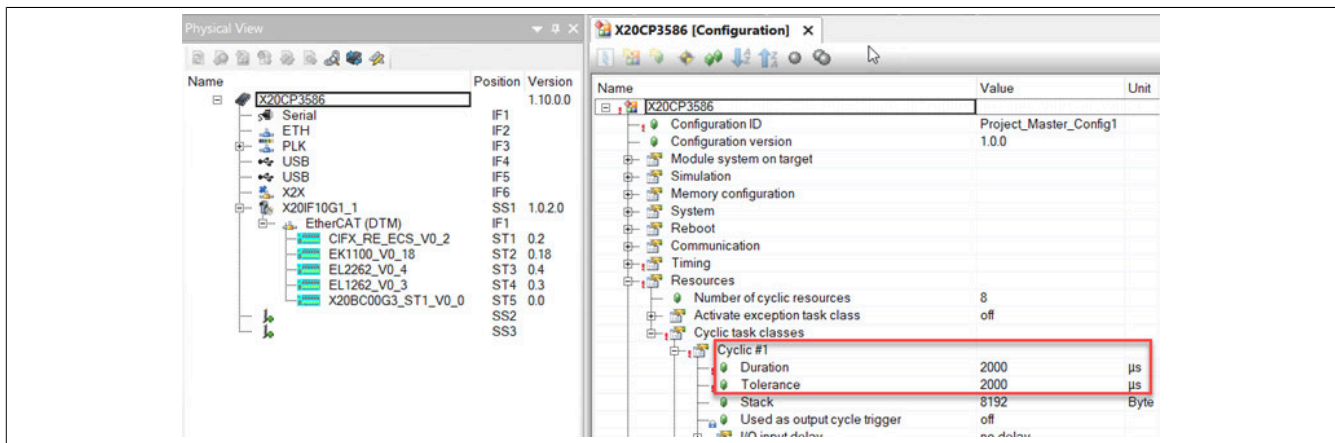 Physical View
Name Position Version
X20CP3586 1.10.0.0
Serial IF1
ETH IF2
PLK IF3
USB IF4
USB IF5
X2X IF6
X20IF10G1_1 SS1 1.0.2.0
EtherCAT (DTM) IF1
CIFX_RE_ECS_V0_2 ST1 0.2
EK1100_V0_18 ST2 0.18
EL2262_V0_4 ST3 0.4
EL1262_V0_3 ST4 0.3
X20BC00G3_ST1_V0_0 ST5 0.0
SS2
SS3
X20CP3586 [Configuration]
Name Value Unit
X20CP3586
Configuration ID Project_Master_Config1
Configuration version 1.0.0
Module system on target
Simulation
Memory configuration
System
Reboot
Communication
Timing
Resources
Number of cyclic resources 8
Activate exception task class off
Cyclic task classes
Cyclic #1
Duration 2000 µs
Tolerance 2000 µs
Stack 8192 Byte
Used as output cycle trigger off
I/O input delay no delay